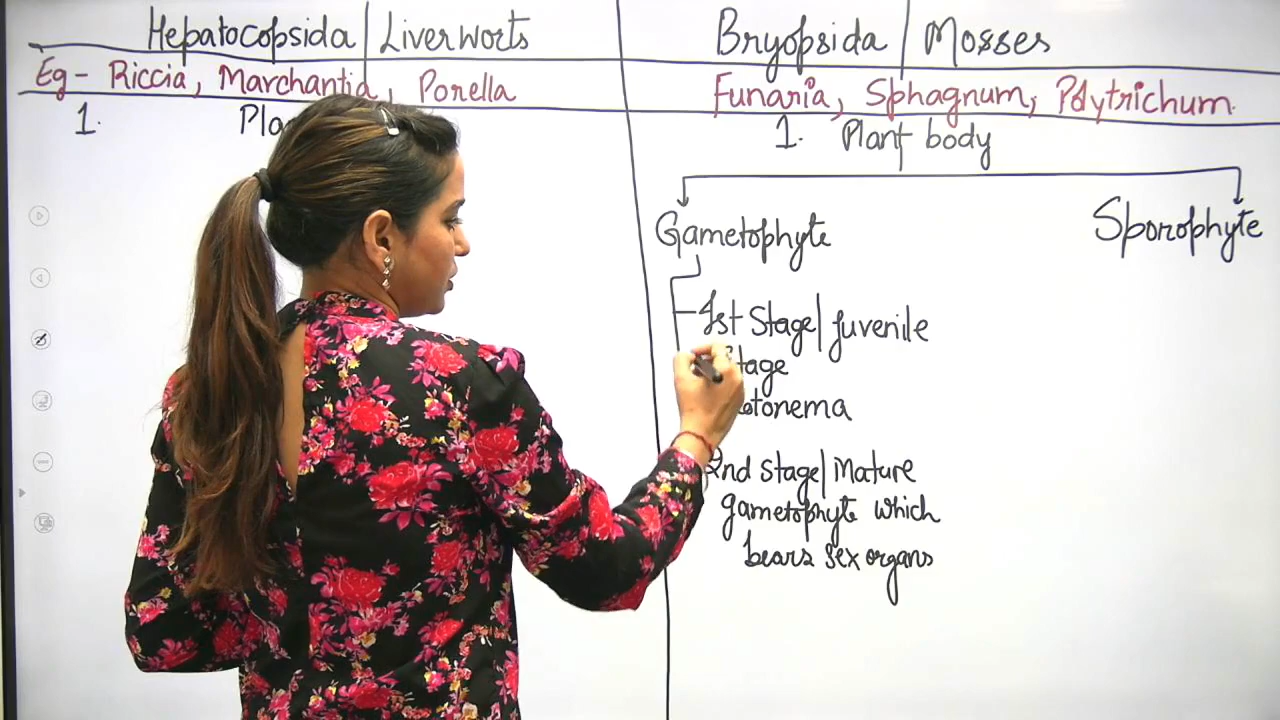 Hepatocopsida | Liverworts
Eg - Riccia, Marchantia, Porella
1.
Bryopsida | Mosses
Funaria, Sphagnum, Polytrichum.
1. Plant body
Gametophyte
Sporophyte
1st Stage | Juvenile
Stage
2nd stage | Mature
gametophyte which
bears sex organs